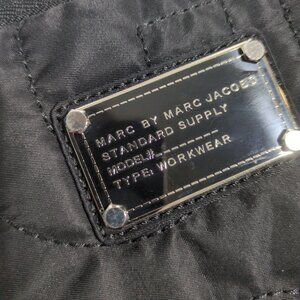 MARC BY MARC JACOBS
STANDARD SUPPLY
MODEL#:
TYPE: WORKWEAR